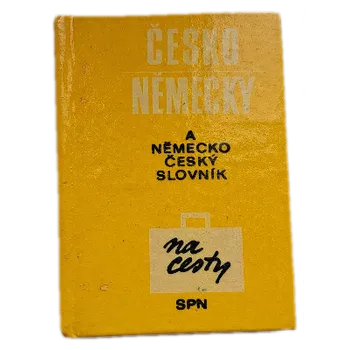 ČESKO
NĚMECKÝ
A
NĚMECKO
ČESKÝ
SLOVNÍK
na
cesty
SPN